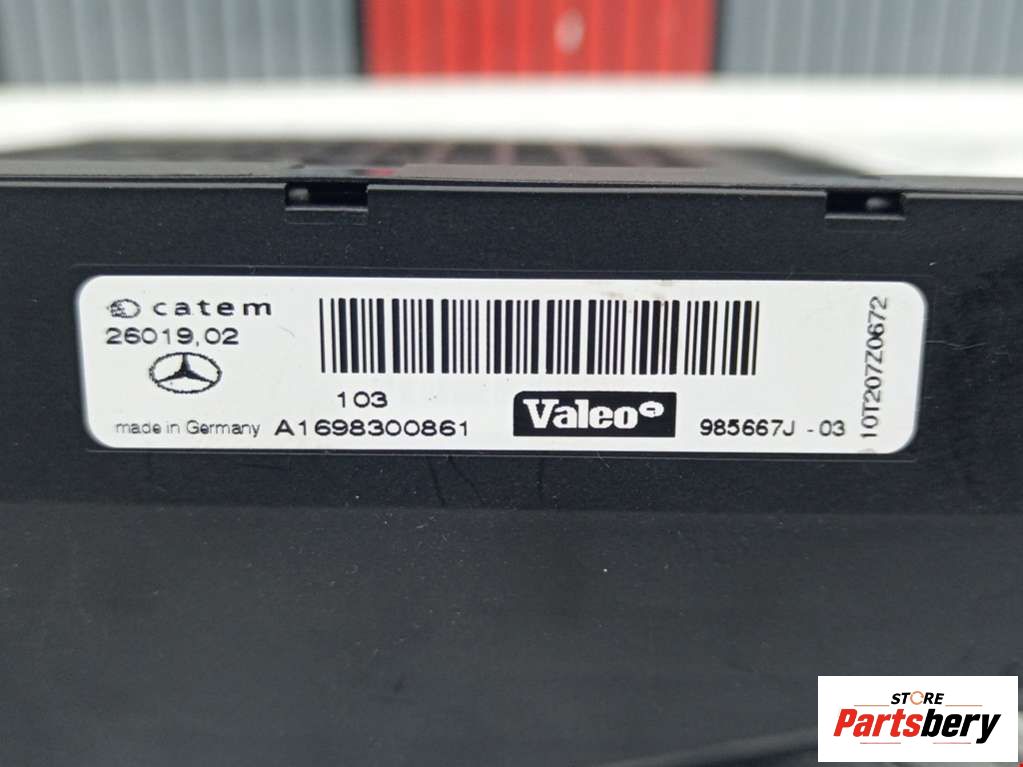 catem
26019,02
103
made in Germany A1698300861 Valeo 985667J - 03
10T207Z0672
STORE
Partsbery